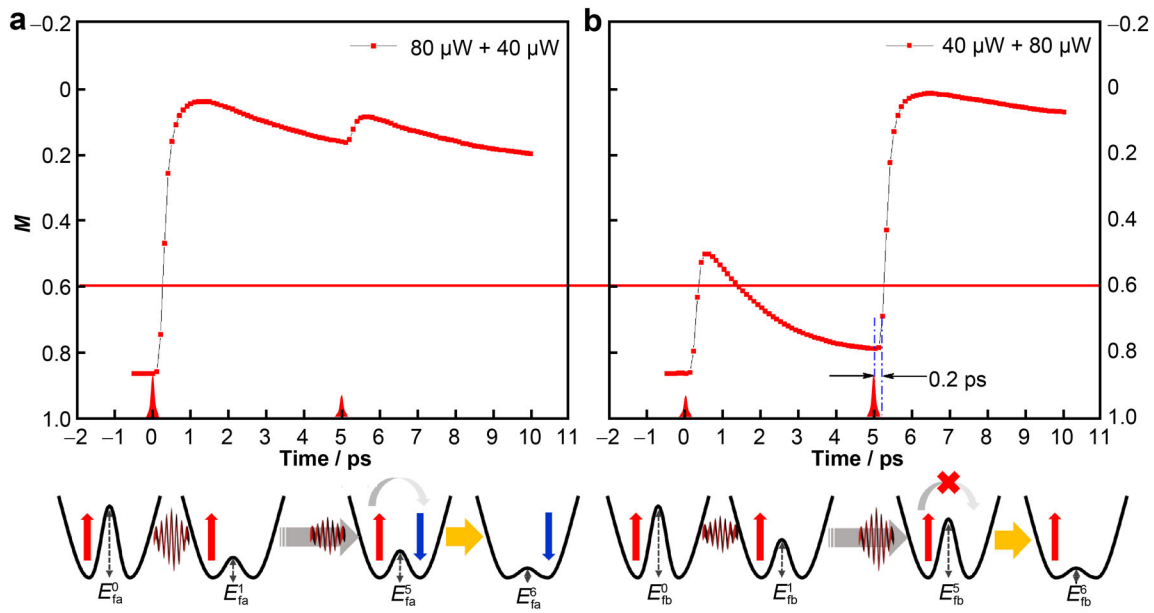 a
80 µW + 40 µW
M
−0.2
0
0.2
0.4
0.6
0.8
1.0
−2 −1 0 1 2 3 4 5 6 7 8 9 10 11
Time / ps
b
40 µW + 80 µW
−0.2
0
0.2
0.4
0.6
0.8
1.0
0.2 ps
−2 −1 0 1 2 3 4 5 6 7 8 9 10 11
Time / ps
E⁰fa E¹fa E⁵fa E⁶fa
E⁰fb E¹fb E⁵fb E⁶fb